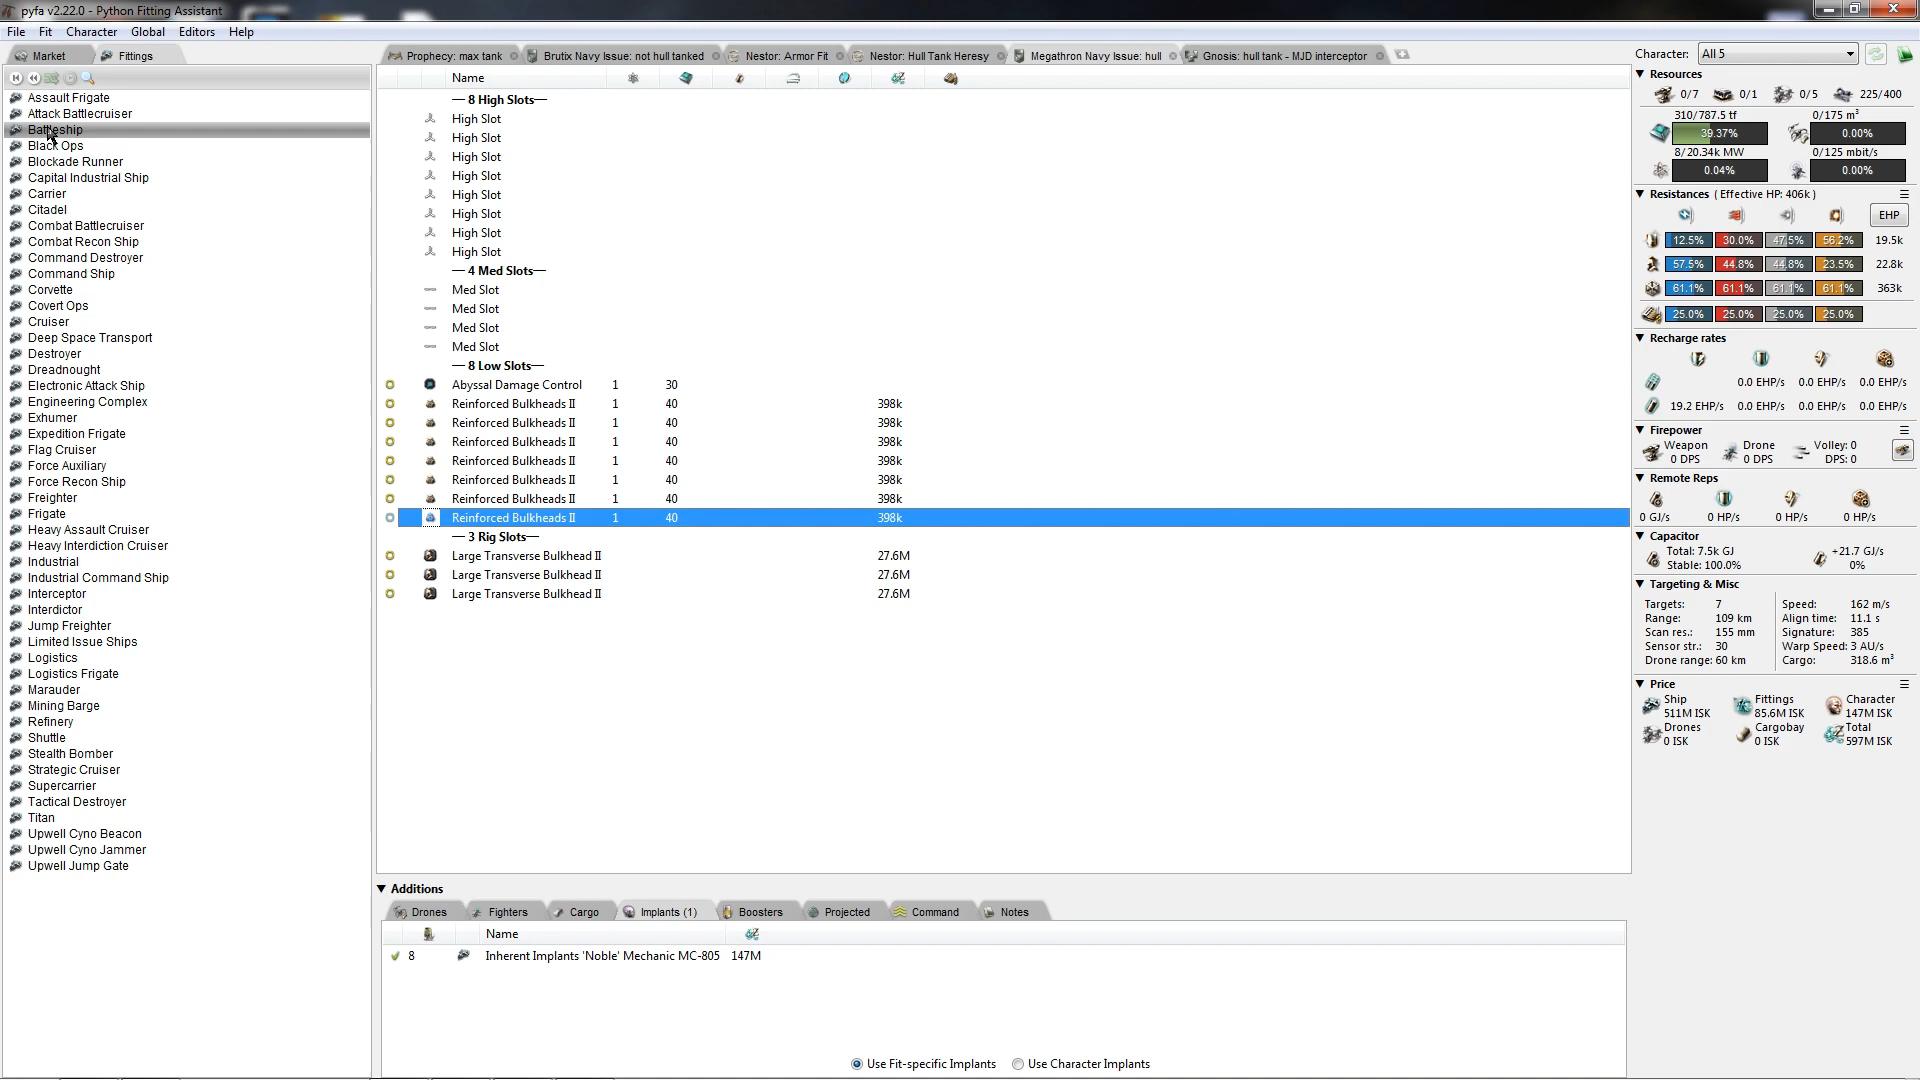 pyfa v2.22.0 - Python Fitting Assistant
File Fit Character Global Editors Help
Market Fittings
Assault Frigate
Attack Battlecruiser
Battleship
Black Ops
Blockade Runner
Capital Industrial Ship
Carrier
Citadel
Combat Battlecruiser
Combat Recon Ship
Command Destroyer
Command Ship
Corvette
Covert Ops
Cruiser
Deep Space Transport
Destroyer
Dreadnought
Electronic Attack Ship
Engineering Complex
Exhumer
Expedition Frigate
Flag Cruiser
Force Auxiliary
Force Recon Ship
Freighter
Frigate
Heavy Assault Cruiser
Heavy Interdiction Cruiser
Industrial
Industrial Command Ship
Interceptor
Interdictor
Jump Freighter
Limited Issue Ships
Logistics
Logistics Frigate
Marauder
Mining Barge
Refinery
Shuttle
Stealth Bomber
Strategic Cruiser
Supercarrier
Tactical Destroyer
Titan
Upwell Cyno Beacon
Upwell Cyno Jammer
Upwell Jump Gate
Prophecy: max tank Brutix Navy Issue: not hull tanked Nestor: Armor Fit Nestor: Hull Tank Heresy Megathron Navy Issue: hull Gnosis: hull tank - MJD interceptor
Name
— 8 High Slots—
High Slot
High Slot
High Slot
High Slot
High Slot
High Slot
High Slot
High Slot
— 4 Med Slots—
Med Slot
Med Slot
Med Slot
Med Slot
— 8 Low Slots—
Abyssal Damage Control 1 30
Reinforced Bulkheads II 1 40 398k
Reinforced Bulkheads II 1 40 398k
Reinforced Bulkheads II 1 40 398k
Reinforced Bulkheads II 1 40 398k
Reinforced Bulkheads II 1 40 398k
Reinforced Bulkheads II 1 40 398k
Reinforced Bulkheads II 1 40 398k
— 3 Rig Slots—
Large Transverse Bulkhead II 27.6M
Large Transverse Bulkhead II 27.6M
Large Transverse Bulkhead II 27.6M
Additions
Drones Fighters Cargo Implants (1) Boosters Projected Command Notes
Name
8 Inherent Implants 'Noble' Mechanic MC-805 147M
Use Fit-specific Implants Use Character Implants
Character: All 5
Resources
0/7 0/1 0/5 225/400
310/787.5 tf 0/175 m³
39.37% 0.00%
8/20.34k MW 0/125 mbit/s
0.04% 0.00%
Resistances ( Effective HP: 406k )
EHP
12.5% 30.0% 47.5% 56.2% 19.5k
57.5% 44.8% 44.8% 23.5% 22.8k
61.1% 61.1% 61.1% 61.1% 363k
25.0% 25.0% 25.0% 25.0%
Recharge rates
0.0 EHP/s 0.0 EHP/s 0.0 EHP/s
19.2 EHP/s 0.0 EHP/s 0.0 EHP/s 0.0 EHP/s
Firepower
Weapon Drone Volley: 0
0 DPS 0 DPS DPS: 0
Remote Reps
0 GJ/s 0 HP/s 0 HP/s 0 HP/s
Capacitor
Total: 7.5k GJ +21.7 GJ/s
Stable: 100.0% 0%
Targeting & Misc
Targets: 7 Speed: 162 m/s
Range: 109 km Align time: 11.1 s
Scan res.: 155 mm Signature: 385
Sensor str.: 30 Warp Speed: 3 AU/s
Drone range: 60 km Cargo: 318.6 m³
Price
Ship Fittings Character
511M ISK 85.6M ISK 147M ISK
Drones Cargobay Total
0 ISK 0 ISK 597M ISK